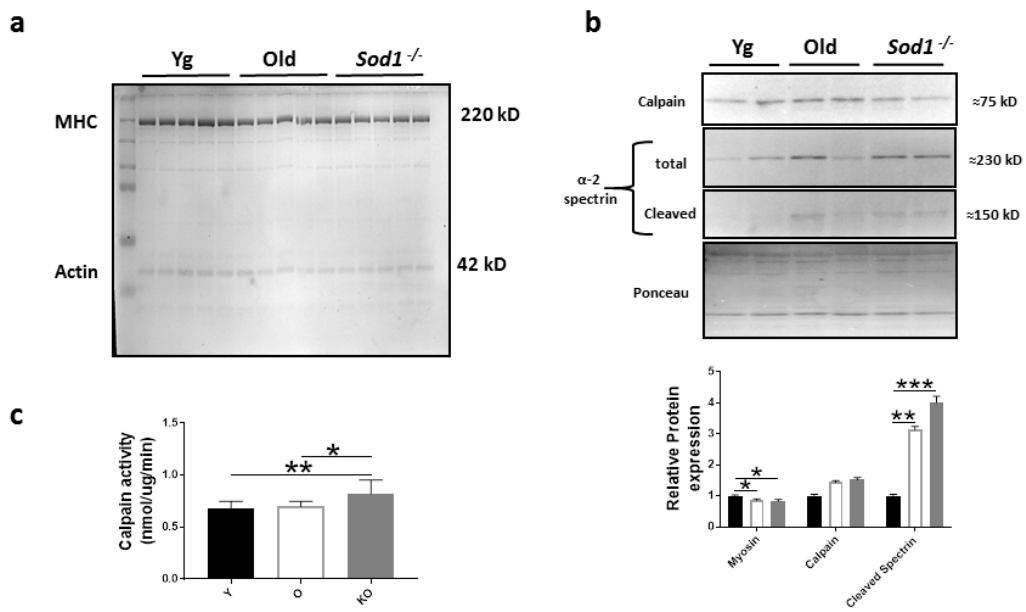 a
Yg Old Sod1 -/-
MHC 220 kD
Actin 42 kD
b
Yg Old Sod1 -/-
Calpain ≈75 kD
α-2 spectrin
total ≈230 kD
Cleaved ≈150 kD
Ponceau
Relative Protein expression
5
4
3
2
1
0
* * ** ***
Myosin Calpain Cleaved Spectrin
c
Calpain activity
(nmol/ug/min)
1.5
1.0
0.5
0.0
** *
Y O KO